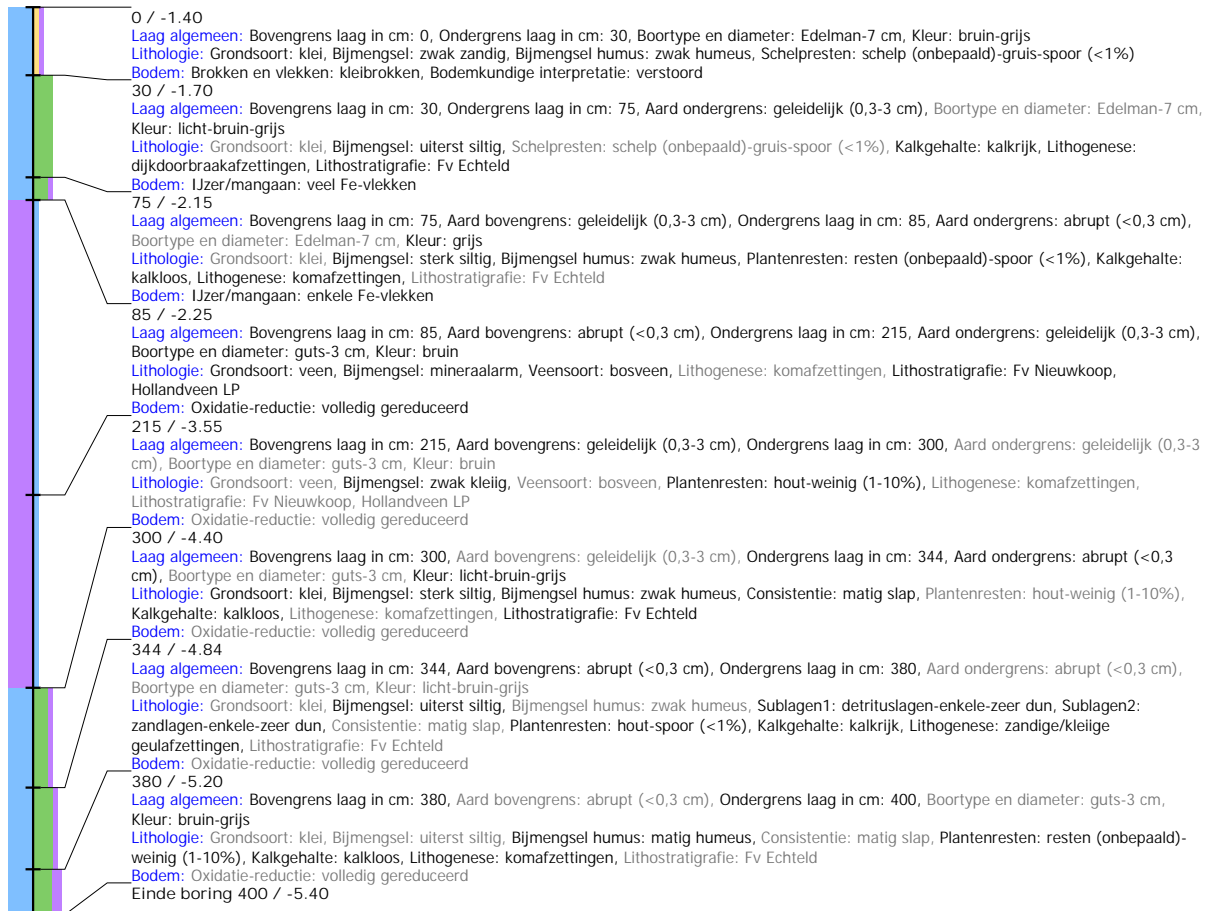 0 / -1.40
Laag algemeen: Bovengrens laag in cm: 0, Ondergrens laag in cm: 30, Boortype en diameter: Edelman-7 cm, Kleur: bruin-grijs
Lithologie: Grondsoort: klei, Bijmengsel: zwak zandig, Bijmengsel humus: zwak humeus, Schelpresten: schelp (onbepaald)-gruis-spoor (<1%)
Bodem: Brokken en vlekken: kleibrokken, Bodemkundige interpretatie: verstoord
30 / -1.70
Laag algemeen: Bovengrens laag in cm: 30, Ondergrens laag in cm: 75, Aard ondergrens: geleidelijk (0,3-3 cm), Boortype en diameter: Edelman-7 cm,
Kleur: licht-bruin-grijs
Lithologie: Grondsoort: klei, Bijmengsel: uiterst siltig, Schelpresten: schelp (onbepaald)-gruis-spoor (<1%), Kalkgehalte: kalkrijk, Lithogenese:
dijkdoorbraakafzettingen, Lithostratigrafie: Fv Echteld
Bodem: IJzer/mangaan: veel Fe-vlekken
75 / -2.15
Laag algemeen: Bovengrens laag in cm: 75, Aard bovengrens: geleidelijk (0,3-3 cm), Ondergrens laag in cm: 85, Aard ondergrens: abrupt (<0,3 cm),
Boortype en diameter: Edelman-7 cm, Kleur: grijs
Lithologie: Grondsoort: klei, Bijmengsel: sterk siltig, Bijmengsel humus: zwak humeus, Plantenresten: resten (onbepaald)-spoor (<1%), Kalkgehalte:
kalkloos, Lithogenese: komafzettingen, Lithostratigrafie: Fv Echteld
Bodem: IJzer/mangaan: enkele Fe-vlekken
85 / -2.25
Laag algemeen: Bovengrens laag in cm: 85, Aard bovengrens: abrupt (<0,3 cm), Ondergrens laag in cm: 215, Aard ondergrens: geleidelijk (0,3-3 cm),
Boortype en diameter: guts-3 cm, Kleur: bruin
Lithologie: Grondsoort: veen, Bijmengsel: mineraalarm, Veensoort: bosveen, Lithogenese: komafzettingen, Lithostratigrafie: Fv Nieuwkoop,
Hollandveen LP
Bodem: Oxidatie-reductie: volledig gereduceerd
215 / -3.55
Laag algemeen: Bovengrens laag in cm: 215, Aard bovengrens: geleidelijk (0,3-3 cm), Ondergrens laag in cm: 300, Aard ondergrens: geleidelijk (0,3-3
cm), Boortype en diameter: guts-3 cm, Kleur: bruin
Lithologie: Grondsoort: veen, Bijmengsel: zwak kleiig, Veensoort: bosveen, Plantenresten: hout-weinig (1-10%), Lithogenese: komafzettingen,
Lithostratigrafie: Fv Nieuwkoop, Hollandveen LP
Bodem: Oxidatie-reductie: volledig gereduceerd
300 / -4.40
Laag algemeen: Bovengrens laag in cm: 300, Aard bovengrens: geleidelijk (0,3-3 cm), Ondergrens laag in cm: 344, Aard ondergrens: abrupt (<0,3
cm), Boortype en diameter: guts-3 cm, Kleur: licht-bruin-grijs
Lithologie: Grondsoort: klei, Bijmengsel: sterk siltig, Bijmengsel humus: zwak humeus, Consistentie: matig slap, Plantenresten: hout-weinig (1-10%),
Kalkgehalte: kalkloos, Lithogenese: komafzettingen, Lithostratigrafie: Fv Echteld
Bodem: Oxidatie-reductie: volledig gereduceerd
344 / -4.84
Laag algemeen: Bovengrens laag in cm: 344, Aard bovengrens: abrupt (<0,3 cm), Ondergrens laag in cm: 380, Aard ondergrens: abrupt (<0,3 cm),
Boortype en diameter: guts-3 cm, Kleur: licht-bruin-grijs
Lithologie: Grondsoort: klei, Bijmengsel: uiterst siltig, Bijmengsel humus: zwak humeus, Sublagen1: detrituslagen-enkele-zeer dun, Sublagen2:
zandlagen-enkele-zeer dun, Consistentie: matig slap, Plantenresten: hout-spoor (<1%), Kalkgehalte: kalkrijk, Lithogenese: zandige/kleiige
geulafzettingen, Lithostratigrafie: Fv Echteld
Bodem: Oxidatie-reductie: volledig gereduceerd
380 / -5.20
Laag algemeen: Bovengrens laag in cm: 380, Aard bovengrens: abrupt (<0,3 cm), Ondergrens laag in cm: 400, Boortype en diameter: guts-3 cm,
Kleur: bruin-grijs
Lithologie: Grondsoort: klei, Bijmengsel: uiterst siltig, Bijmengsel humus: matig humeus, Consistentie: matig slap, Plantenresten: resten (onbepaald)-
weinig (1-10%), Kalkgehalte: kalkloos, Lithogenese: komafzettingen, Lithostratigrafie: Fv Echteld
Bodem: Oxidatie-reductie: volledig gereduceerd
Einde boring 400 / -5.40